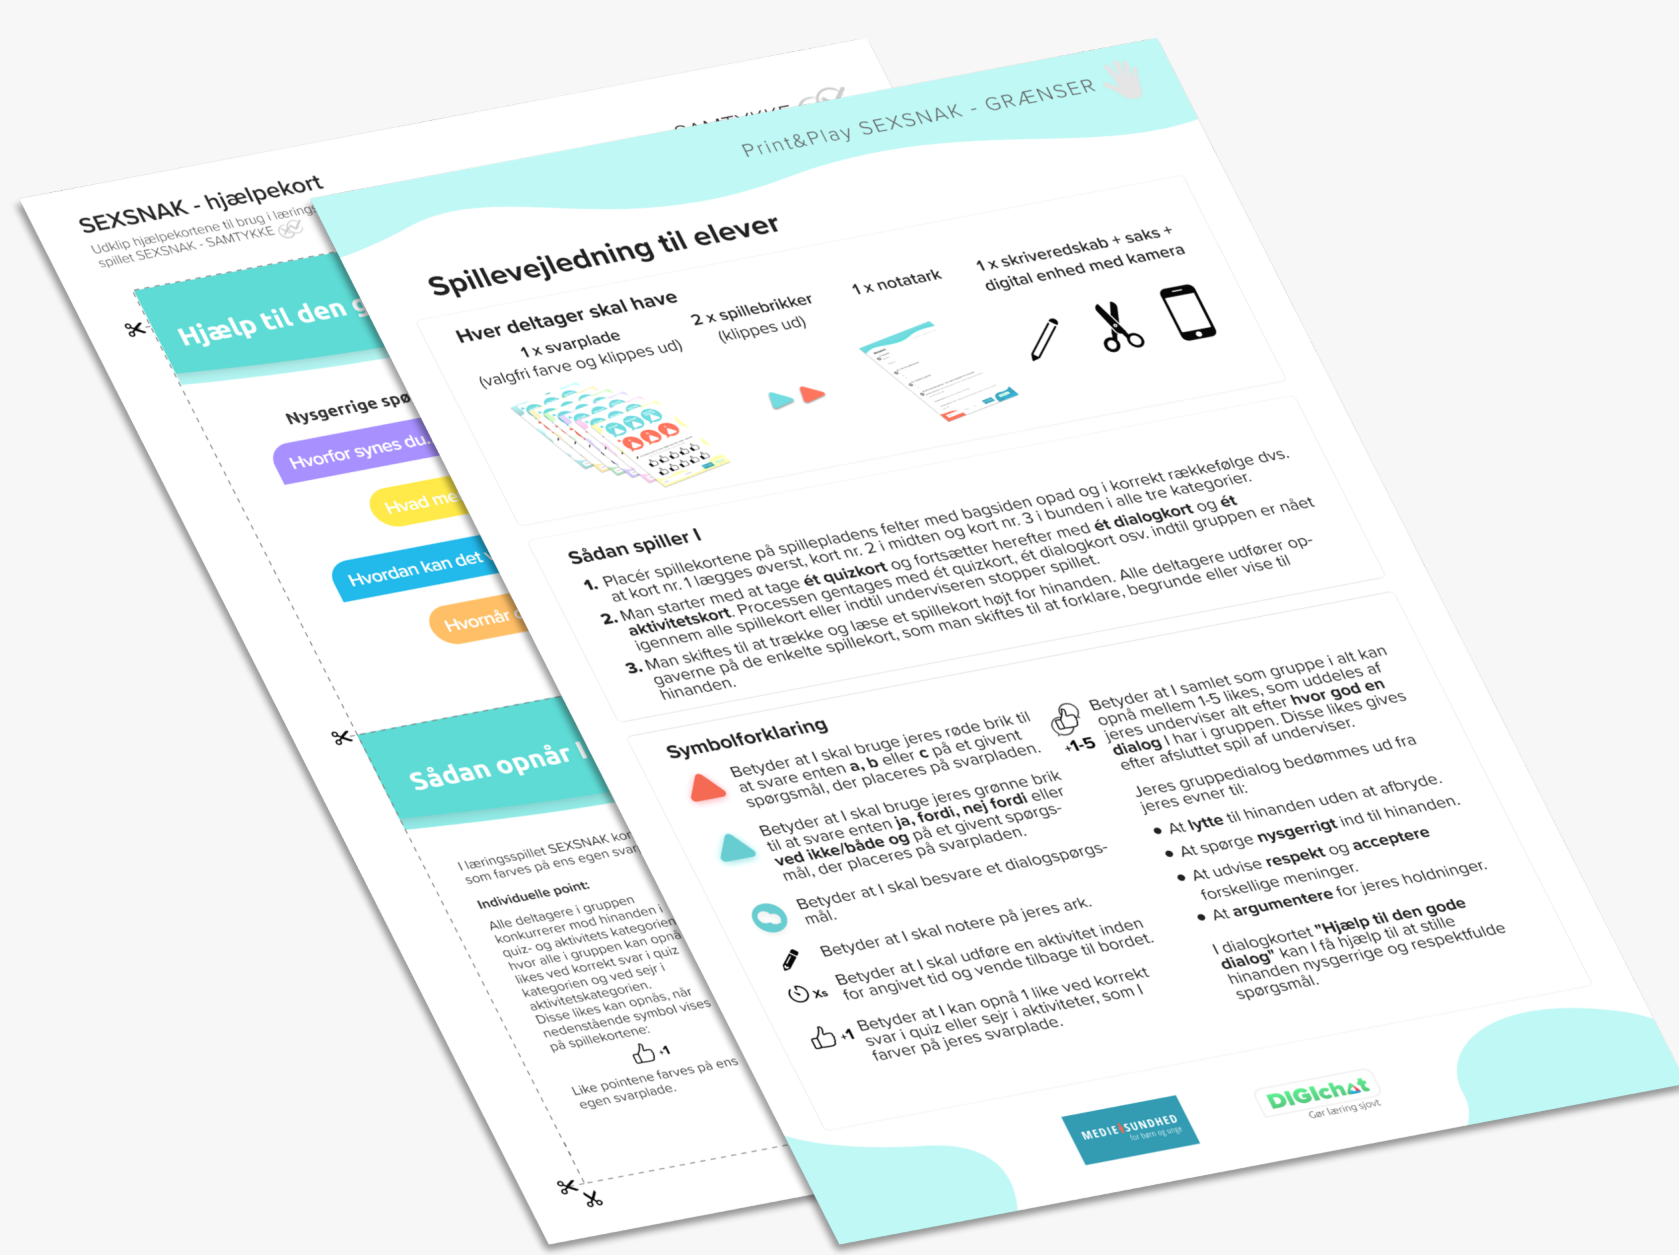 SAMTYKKE
SEXSNAK - hjælpekort
Udklip hjælpekortene til brug i lærings
spillet SEXSNAK - SAMTYKKE
Hjælp til den
Nysgerrige
Hvorfor synes du.
Hvad
Hvordan kan det
Hvornår
Sådan opnår I
I læringsspillet SEXSNAK
som farves på ens egen
Individuelle point:
Alle deltagere i gruppen
konkurrerer mod hinanden i
quiz- og aktivitets kategorien
hvor alle i gruppen kan opnå
likes ved korrekt svar i quiz
kategorien og ved sejr i
aktivitetskategorien.
Disse likes kan opnås, når
nedenstående symbol vises
på spillekortene:
+1
Like pointene farves på ens
egen svarplade.
Print&Play SEXSNAK - GRÆNSER
Spillevejledning til elever
Hver deltager skal have
1 x svarplade
(valgfri farve og klippes ud)
2 x spillebrikker
(klippes ud)
1 x notatark
1 x skriveredskab + saks +
digital enhed med kamera
Sådan spiller I
1. Placér spillekortene på spillepladens felter med bagsiden opad og i korrekt rækkefølge dvs.
at kort nr. 1 lægges øverst, kort nr. 2 i midten og kort nr. 3 i bunden i alle tre kategorier.
2. Man starter med at tage ét quizkort og fortsætter herefter med ét dialogkort og ét
aktivitetskort. Processen gentages med ét quizkort, ét dialogkort osv. indtil gruppen er nået
igennem alle spillekort eller indtil underviseren stopper spillet.
3. Man skiftes til at trække og læse et spillekort højt for hinanden. Alle deltagere udfører op-
gaverne på de enkelte spillekort, som man skiftes til at forklare, begrunde eller vise til
hinanden.
Symbolforklaring
Betyder at I skal bruge jeres røde brik til
at svare enten a, b eller c på et givent
spørgsmål, der placeres på svarpladen.
Betyder at I skal bruge jeres grønne brik
til at svare enten ja, fordi, nej fordi eller
ved ikke/både og på et givent spørgs-
mål, der placeres på svarpladen.
Betyder at I skal besvare et dialogspørgs-
mål.
Betyder at I skal notere på jeres ark.
Xs Betyder at I skal udføre en aktivitet inden
for angivet tid og vende tilbage til bordet.
+1 Betyder at I kan opnå 1 like ved korrekt
svar i quiz eller sejr i aktiviteter, som I
farver på jeres svarplade.
+1-5
Betyder at I samlet som gruppe i alt kan
opnå mellem 1-5 likes, som uddeles af
jeres underviser alt efter hvor god en
dialog I har i gruppen. Disse likes gives
efter afsluttet spil af underviser.
Jeres gruppedialog bedømmes ud fra
jeres evner til:
• At lytte til hinanden uden at afbryde.
• At spørge nysgerrigt ind til hinanden.
• At udvise respekt og acceptere
forskellige meninger.
• At argumentere for jeres holdninger.
I dialogkortet "Hjælp til den gode
dialog" kan I få hjælp til at stille
hinanden nysgerrige og respektfulde
spørgsmål.
MEDIESUNDHED
for børn og unge
DIGIchat
Gør læring sjovt